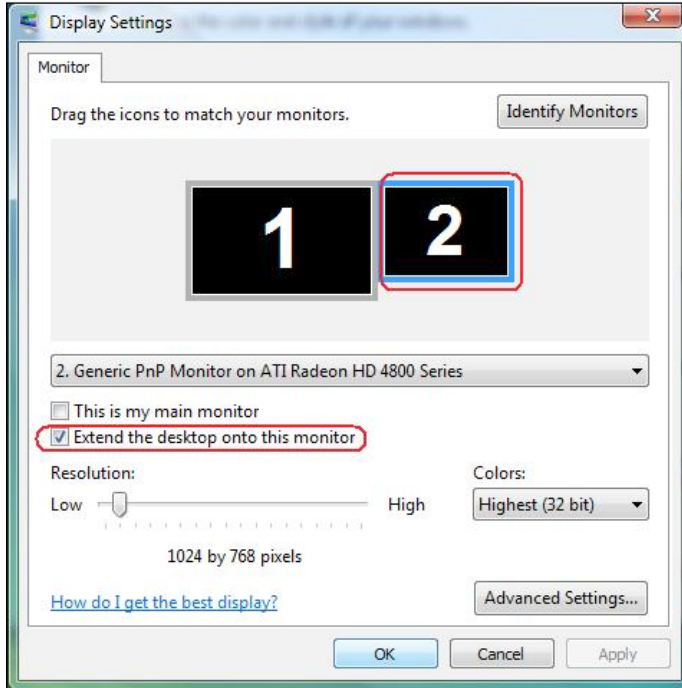 Display Settings
Monitor
Drag the icons to match your monitors.
Identify Monitors
1
2
2. Generic PnP Monitor on ATI Radeon HD 4800 Series
This is my main monitor
Extend the desktop onto this monitor
Resolution:
Colors:
Low
High
Highest (32 bit)
1024 by 768 pixels
How do I get the best display?
Advanced Settings...
OK
Cancel
Apply